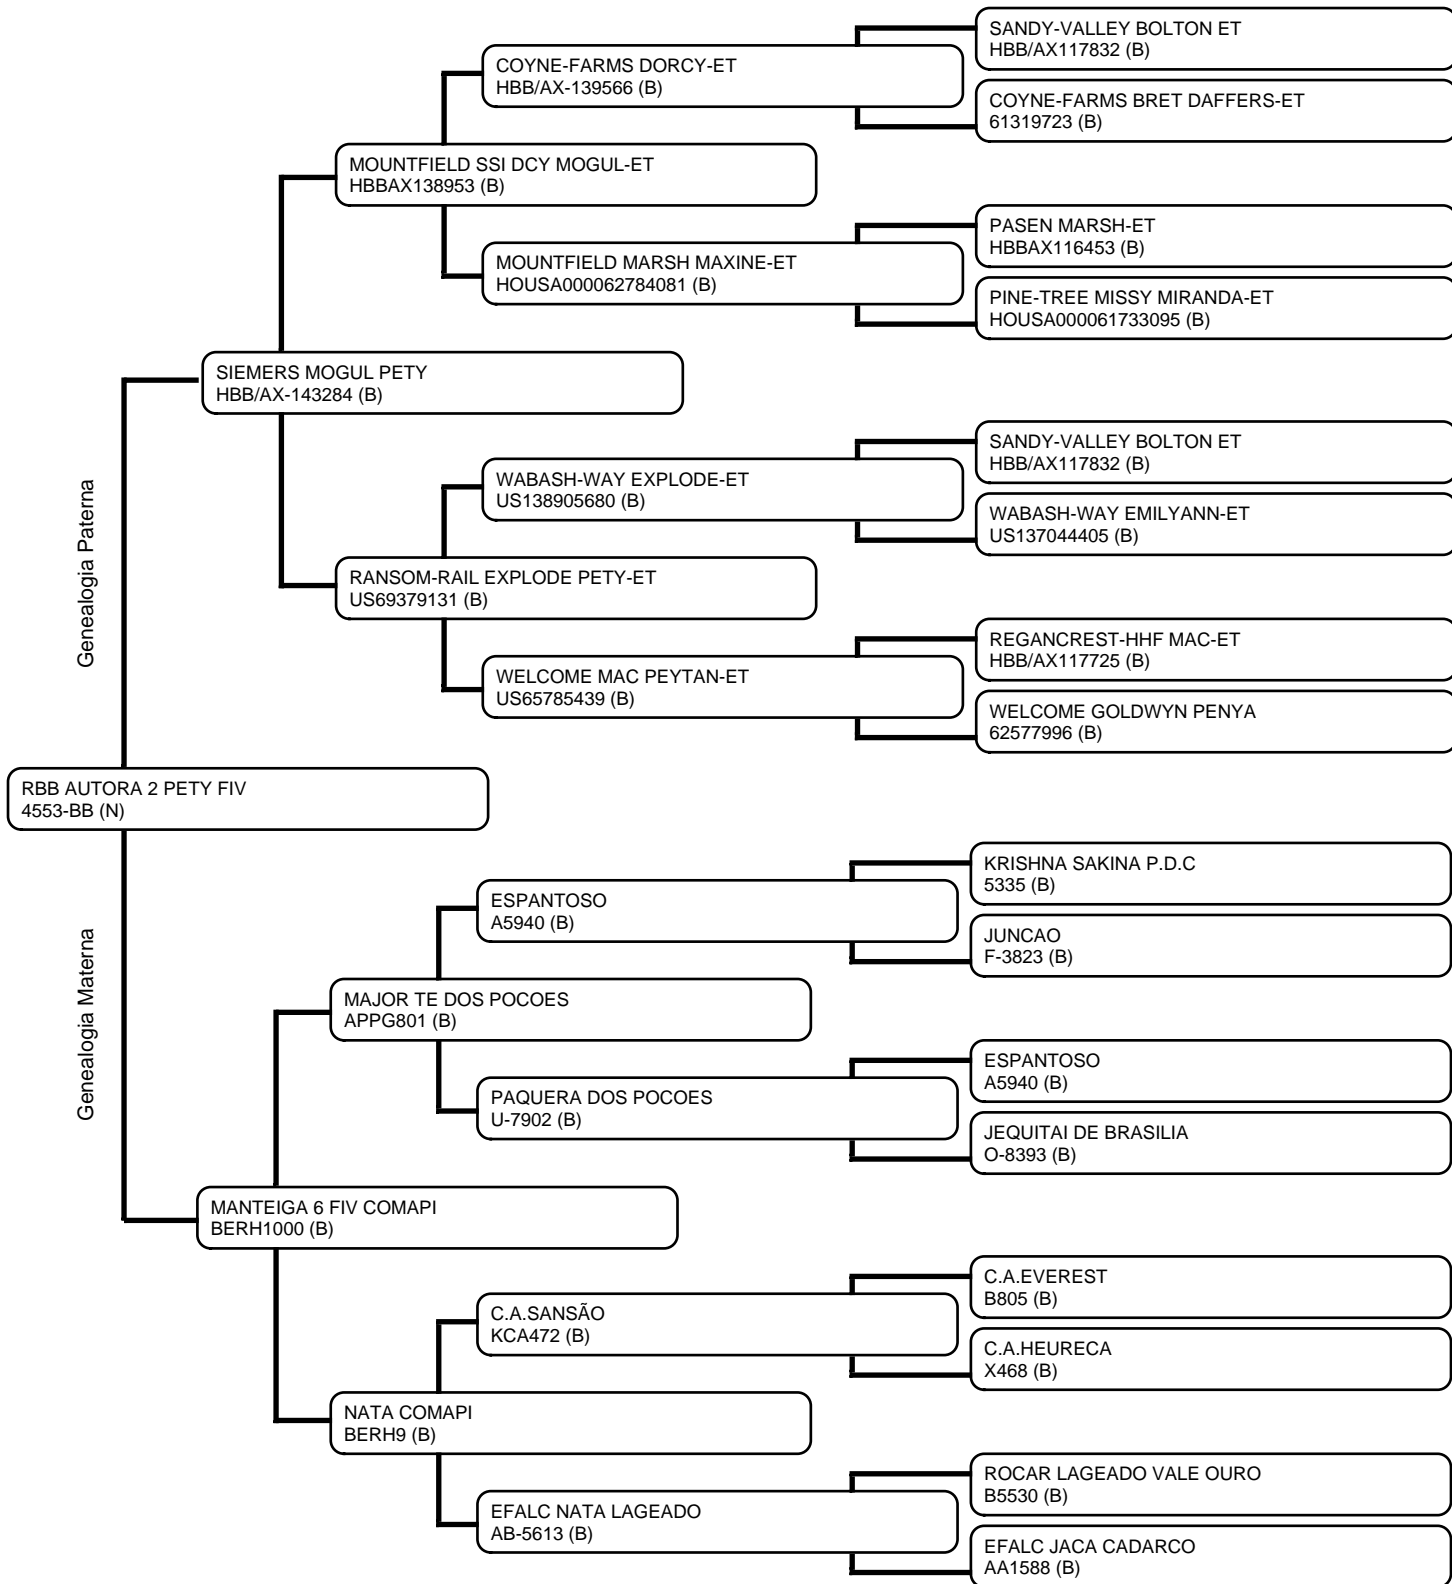 SANDY-VALLEY BOLTON ET
HBB/AX117832 (B)
COYNE-FARMS DORCY-ET
HBB/AX-139566 (B)
COYNE-FARMS BRET DAFFERS-ET
61319723 (B)
MOUNTFIELD SSI DCY MOGUL-ET
HBBAX138953 (B)
PASEN MARSH-ET
HBBAX116453 (B)
MOUNTFIELD MARSH MAXINE-ET
HOUSA000062784081 (B)
PINE-TREE MISSY MIRANDA-ET
HOUSA000061733095 (B)
SIEMERS MOGUL PETY
HBB/AX-143284 (B)
SANDY-VALLEY BOLTON ET
HBB/AX117832 (B)
WABASH-WAY EXPLODE-ET
US138905680 (B)
WABASH-WAY EMILYANN-ET
US137044405 (B)
Genealogia Paterna
RANSOM-RAIL EXPLODE PETY-ET
US69379131 (B)
REGANCREST-HHF MAC-ET
HBB/AX117725 (B)
WELCOME MAC PEYTAN-ET
US65785439 (B)
WELCOME GOLDWYN PENYA
62577996 (B)
RBB AUTORA 2 PETY FIV
4553-BB (N)
KRISHNA SAKINA P.D.C
5335 (B)
ESPANTOSO
A5940 (B)
JUNCAO
F-3823 (B)
Genealogia Materna
MAJOR TE DOS POCOES
APPG801 (B)
ESPANTOSO
A5940 (B)
PAQUERA DOS POCOES
U-7902 (B)
JEQUITAI DE BRASILIA
O-8393 (B)
MANTEIGA 6 FIV COMAPI
BERH1000 (B)
C.A.EVEREST
B805 (B)
C.A.SANSÃO
KCA472 (B)
C.A.HEURECA
X468 (B)
NATA COMAPI
BERH9 (B)
ROCAR LAGEADO VALE OURO
B5530 (B)
EFALC NATA LAGEADO
AB-5613 (B)
EFALC JACA CADARCO
AA1588 (B)